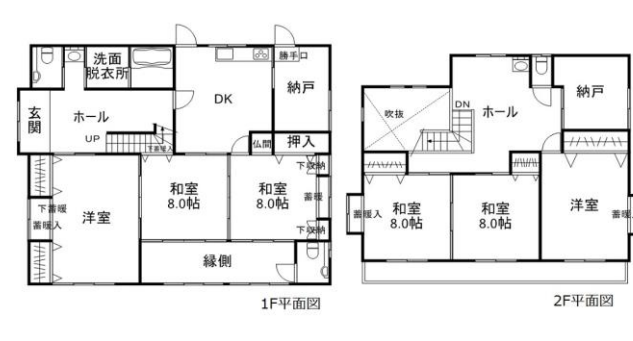 洗面
脱衣所
勝手口
DK
納戸
玄関
ホール
UP
下蓄暖入
仏間
押入
下収納
和室
8.0帖
和室
8.0帖
蓄暖
下収納
下蓄暖
蓄暖入
洋室
縁側
1F平面図
吹抜
DN
ホール
納戸
蓄暖入
和室
8.0帖
和室
8.0帖
洋室
蓄暖
2F平面図